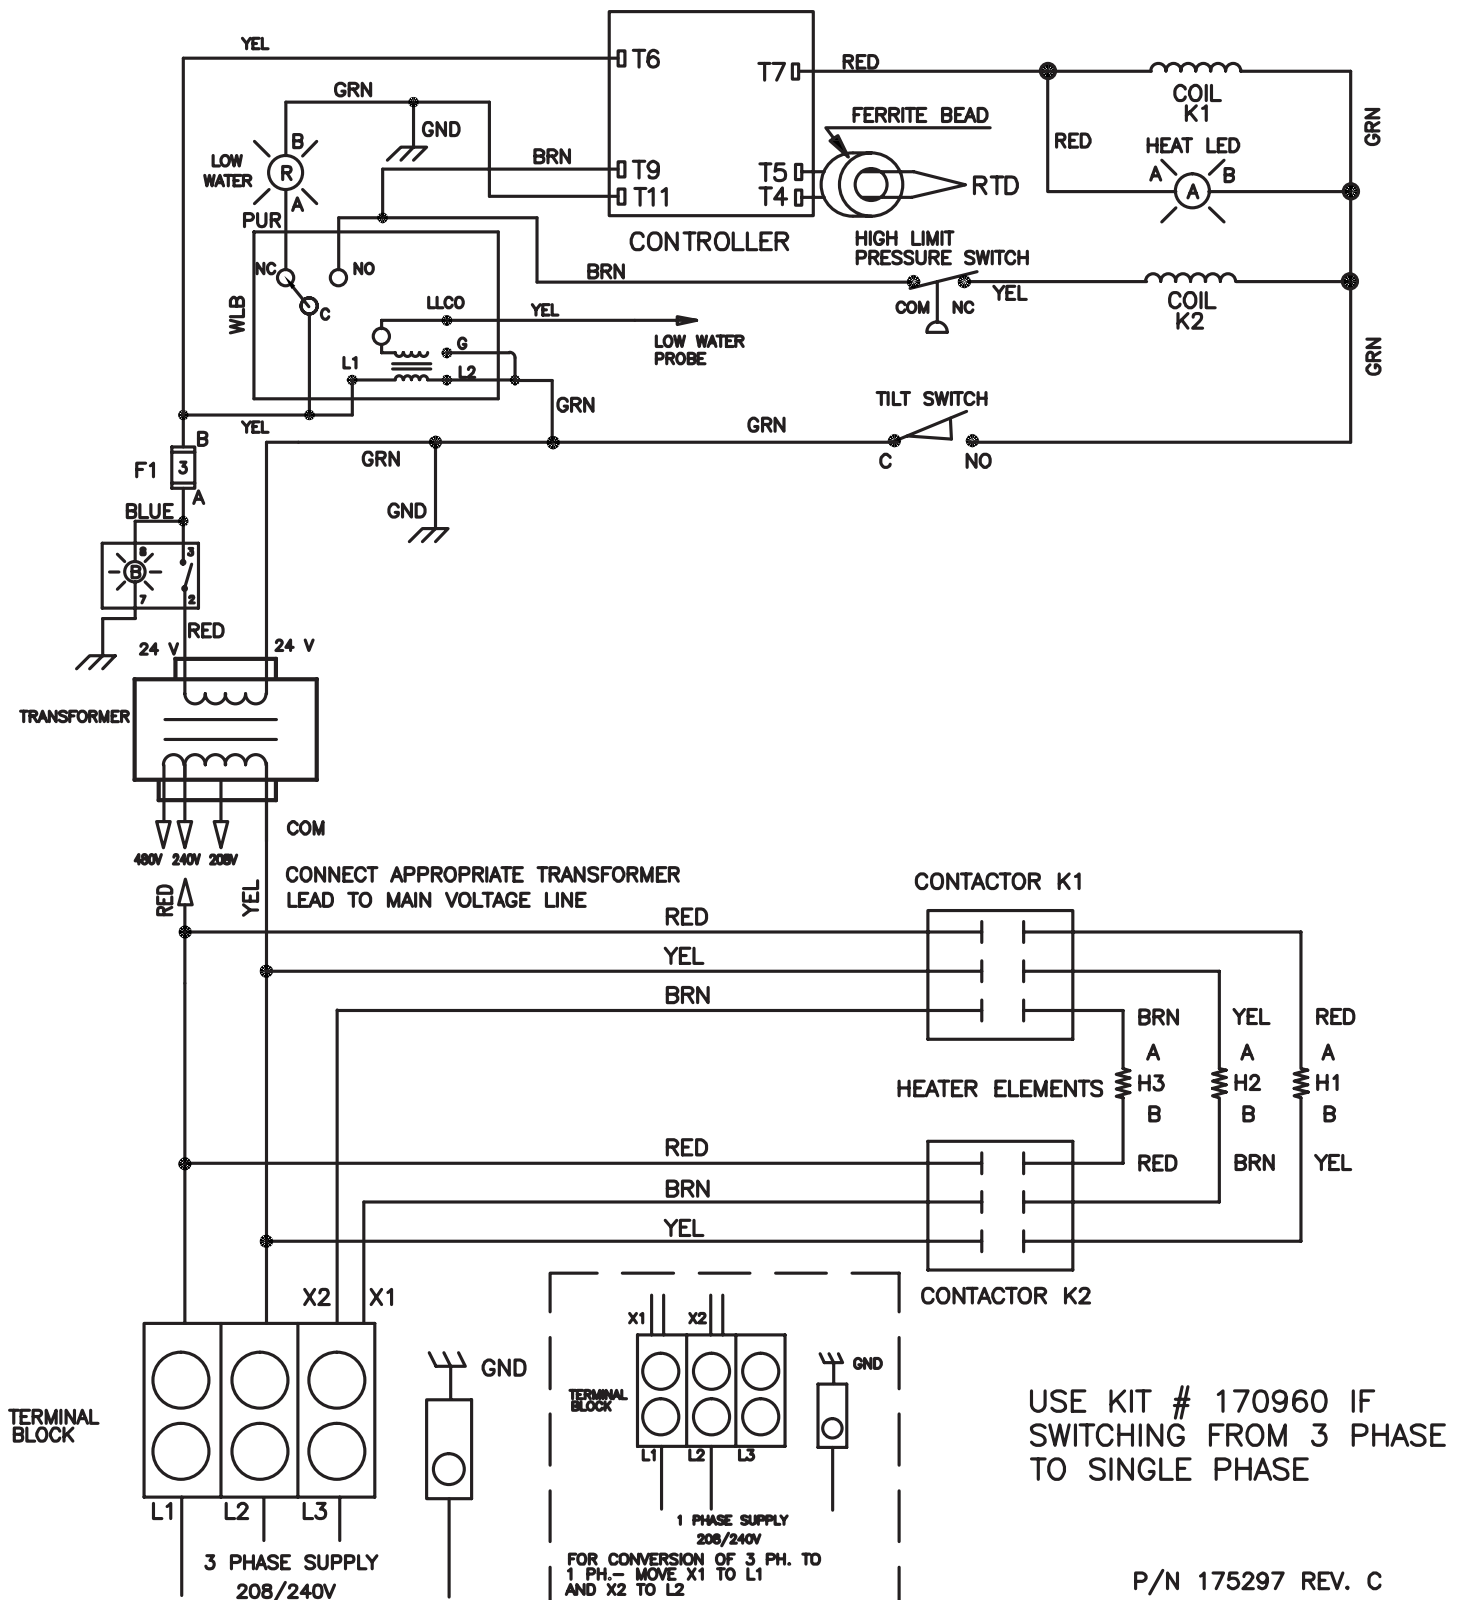 YEL
T6
T7
RED
GRN
COIL
K1
FERRITE BEAD
GND
B
LOW
WATER
R
A
BRN
T9
T11
T5
T4
RTD
RED
HEAT LED
A
B
A
GRN
PUR
CONTROLLER
HIGH LIMIT
PRESSURE SWITCH
NC
NO
BRN
COM
NC
YEL
COIL
K2
WLB
C
LLCO
YEL
LOW WATER
PROBE
G
L1
L2
GRN
GRN
TILT SWITCH
YEL
GRN
GRN
C
NO
B
F1
3
A
BLUE
GND
8
3
B
7
2
RED
24 V
24 V
TRANSFORMER
COM
480V
240V
208V
CONNECT APPROPRIATE TRANSFORMER
LEAD TO MAIN VOLTAGE LINE
RED
YEL
CONTACTOR K1
RED
YEL
BRN
BRN
YEL
RED
A
A
A
HEATER ELEMENTS
H3
H2
H1
B
B
B
RED
BRN
YEL
RED
BRN
YEL
X2
X1
CONTACTOR K2
X1
X2
GND
GND
TERMINAL
BLOCK
TERMINAL
BLOCK
L1
L2
L3
L1
L2
L3
3 PHASE SUPPLY
208/240V
1 PHASE SUPPLY
208/240V
FOR CONVERSION OF 3 PH. TO
1 PH.- MOVE X1 TO L1
AND X2 TO L2
USE KIT # 170960 IF
SWITCHING FROM 3 PHASE
TO SINGLE PHASE
P/N 175297 REV. C